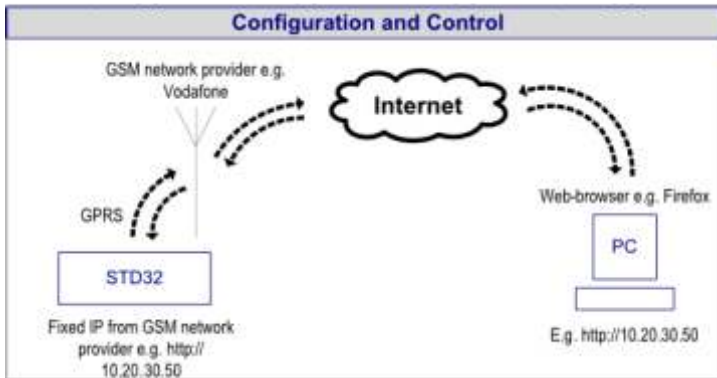 Configuration and Control
GSM network provider e.g.
Vodafone
Internet
GPRS
Web-browser e.g. Firefox
PC
STD32
Fixed IP from GSM network
provider e.g. http://
10.20.30.50
E.g. http://10.20.30.50